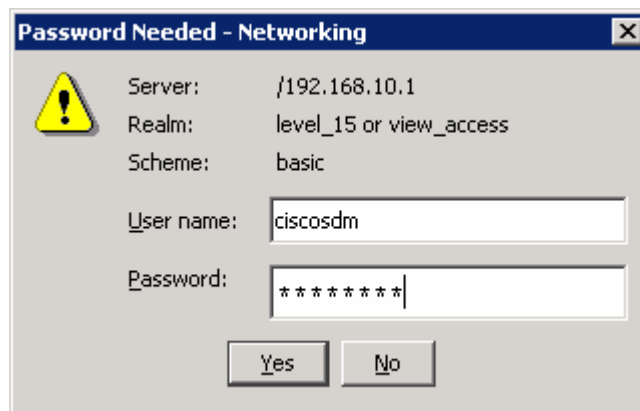 Password Needed - Networking
Server: /192.168.10.1
Realm: level_15 or view_access
Scheme: basic
User name: ciscosdm
Password: ********
Yes No